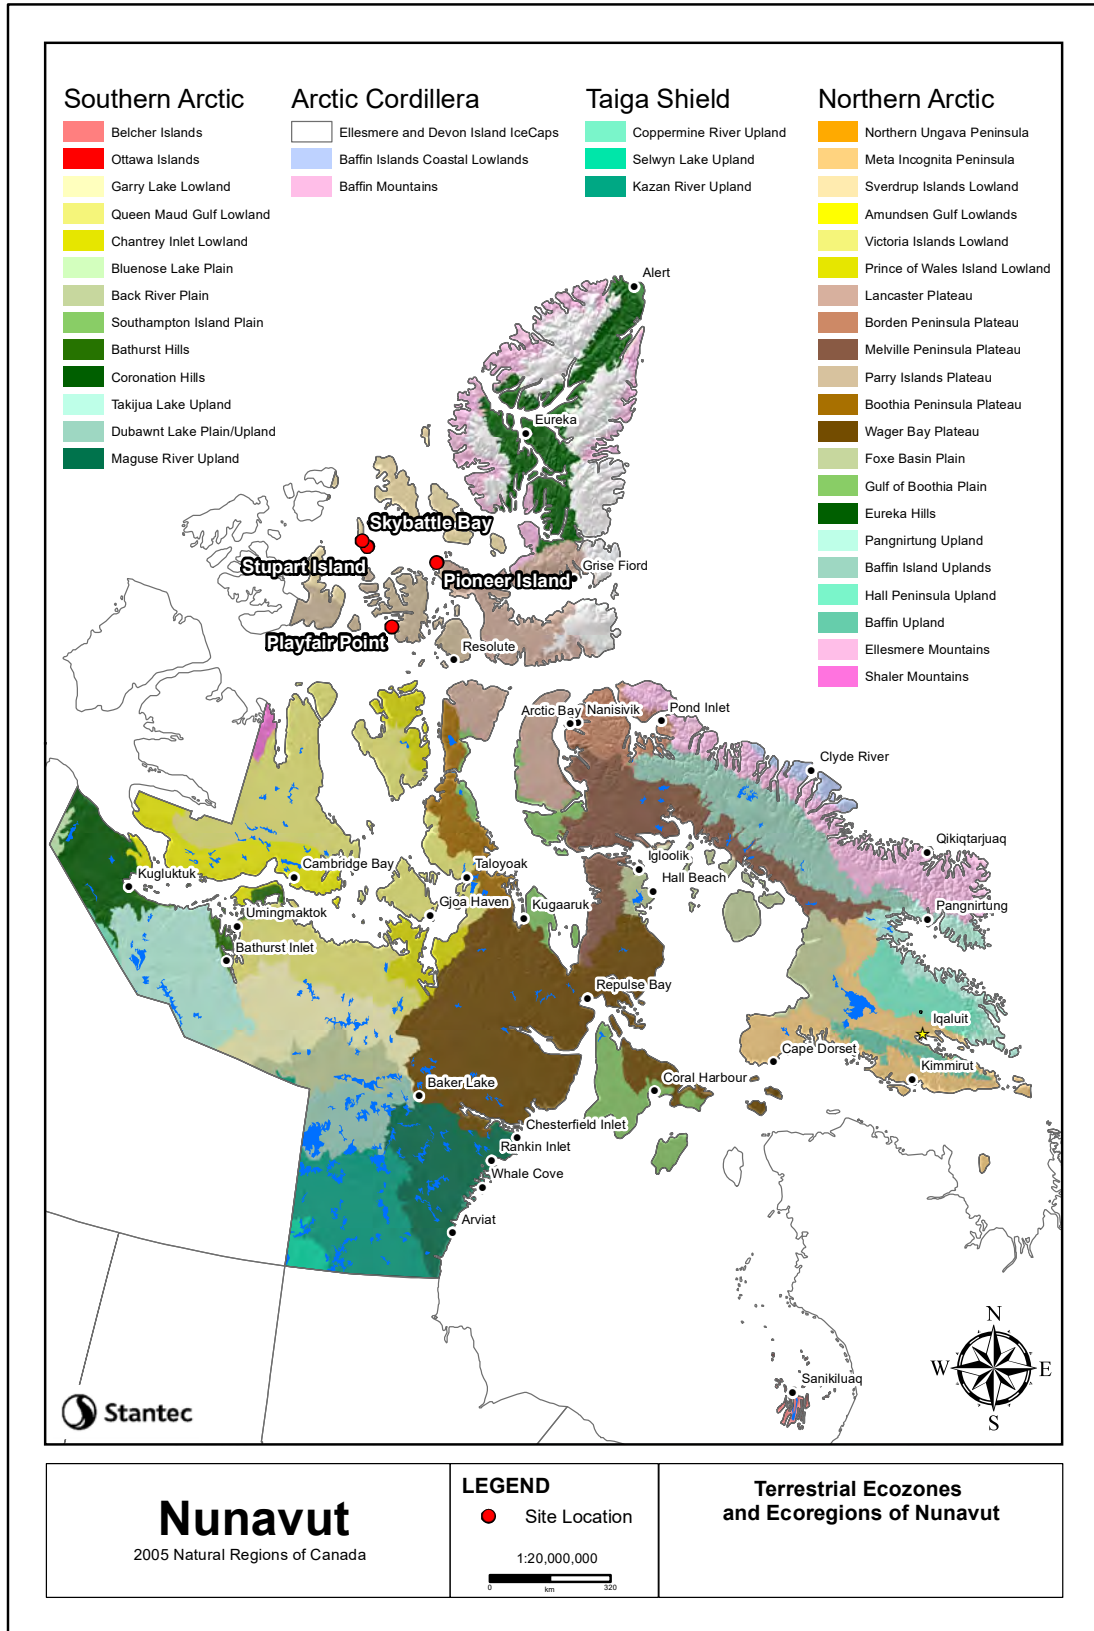 Southern Arctic
Belcher Islands
Ottawa Islands
Garry Lake Lowland
Queen Maud Gulf Lowland
Chantrey Inlet Lowland
Bluenose Lake Plain
Back River Plain
Southampton Island Plain
Bathurst Hills
Coronation Hills
Takijua Lake Upland
Dubawnt Lake Plain/Upland
Maguse River Upland
Arctic Cordillera
Ellesmere and Devon Island IceCaps
Baffin Islands Coastal Lowlands
Baffin Mountains
Taiga Shield
Coppermine River Upland
Selwyn Lake Upland
Kazan River Upland
Northern Arctic
Northern Ungava Peninsula
Meta Incognita Peninsula
Sverdrup Islands Lowland
Amundsen Gulf Lowlands
Victoria Islands Lowland
Prince of Wales Island Lowland
Lancaster Plateau
Borden Peninsula Plateau
Melville Peninsula Plateau
Parry Islands Plateau
Boothia Peninsula Plateau
Wager Bay Plateau
Foxe Basin Plain
Gulf of Boothia Plain
Eureka Hills
Pangnirtung Upland
Baffin Island Uplands
Hall Peninsula Upland
Baffin Upland
Ellesmere Mountains
Shaler Mountains
Alert
Eureka
Skybattle Bay
Stupart Island
Pioneer Island
Grise Fiord
Playfair Point
Resolute
Arctic Bay
Nanisivik
Pond Inlet
Clyde River
Qikiqtarjuaq
Igloolik
Hall Beach
Cambridge Bay
Taloyoak
Kugluktuk
Gjoa Haven
Kugaaruk
Umingmaktok
Pangnirtung
Bathurst Inlet
Repulse Bay
Iqaluit
Cape Dorset
Kimmirut
Baker Lake
Coral Harbour
Chesterfield Inlet
Rankin Inlet
Whale Cove
Arviat
Sanikiluaq
N
W
E
S
Stantec
Nunavut
2005 Natural Regions of Canada
LEGEND
Site Location
1:20,000,000
0
km
320
Terrestrial Ecozones
and Ecoregions of Nunavut